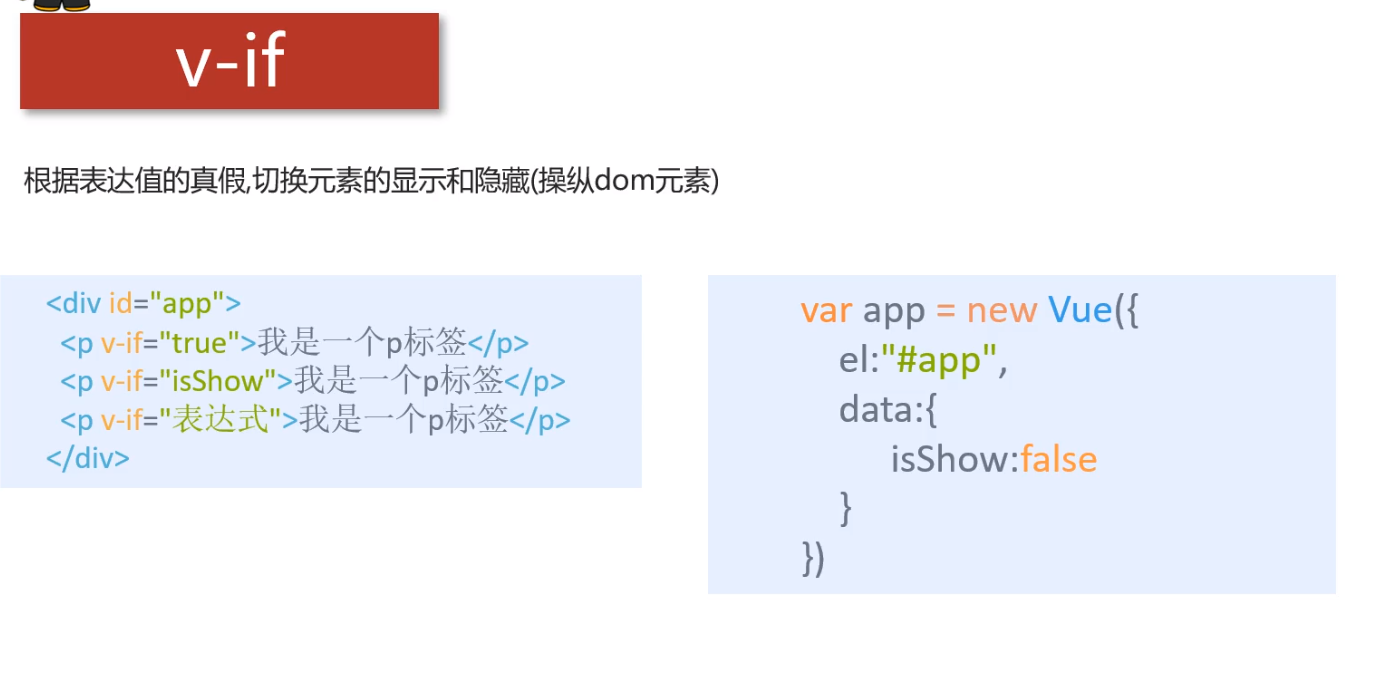 v-if
根据表达值的真假,切换元素的显示和隐藏(操纵dom元素)
<div id="app">
<p v-if="true">我是一个p标签</p>
<p v-if="isShow">我是一个p标签</p>
<p v-if="表达式">我是一个p标签</p>
</div>
var app = new Vue({
el:"#app",
data:{
isShow:false
}
})